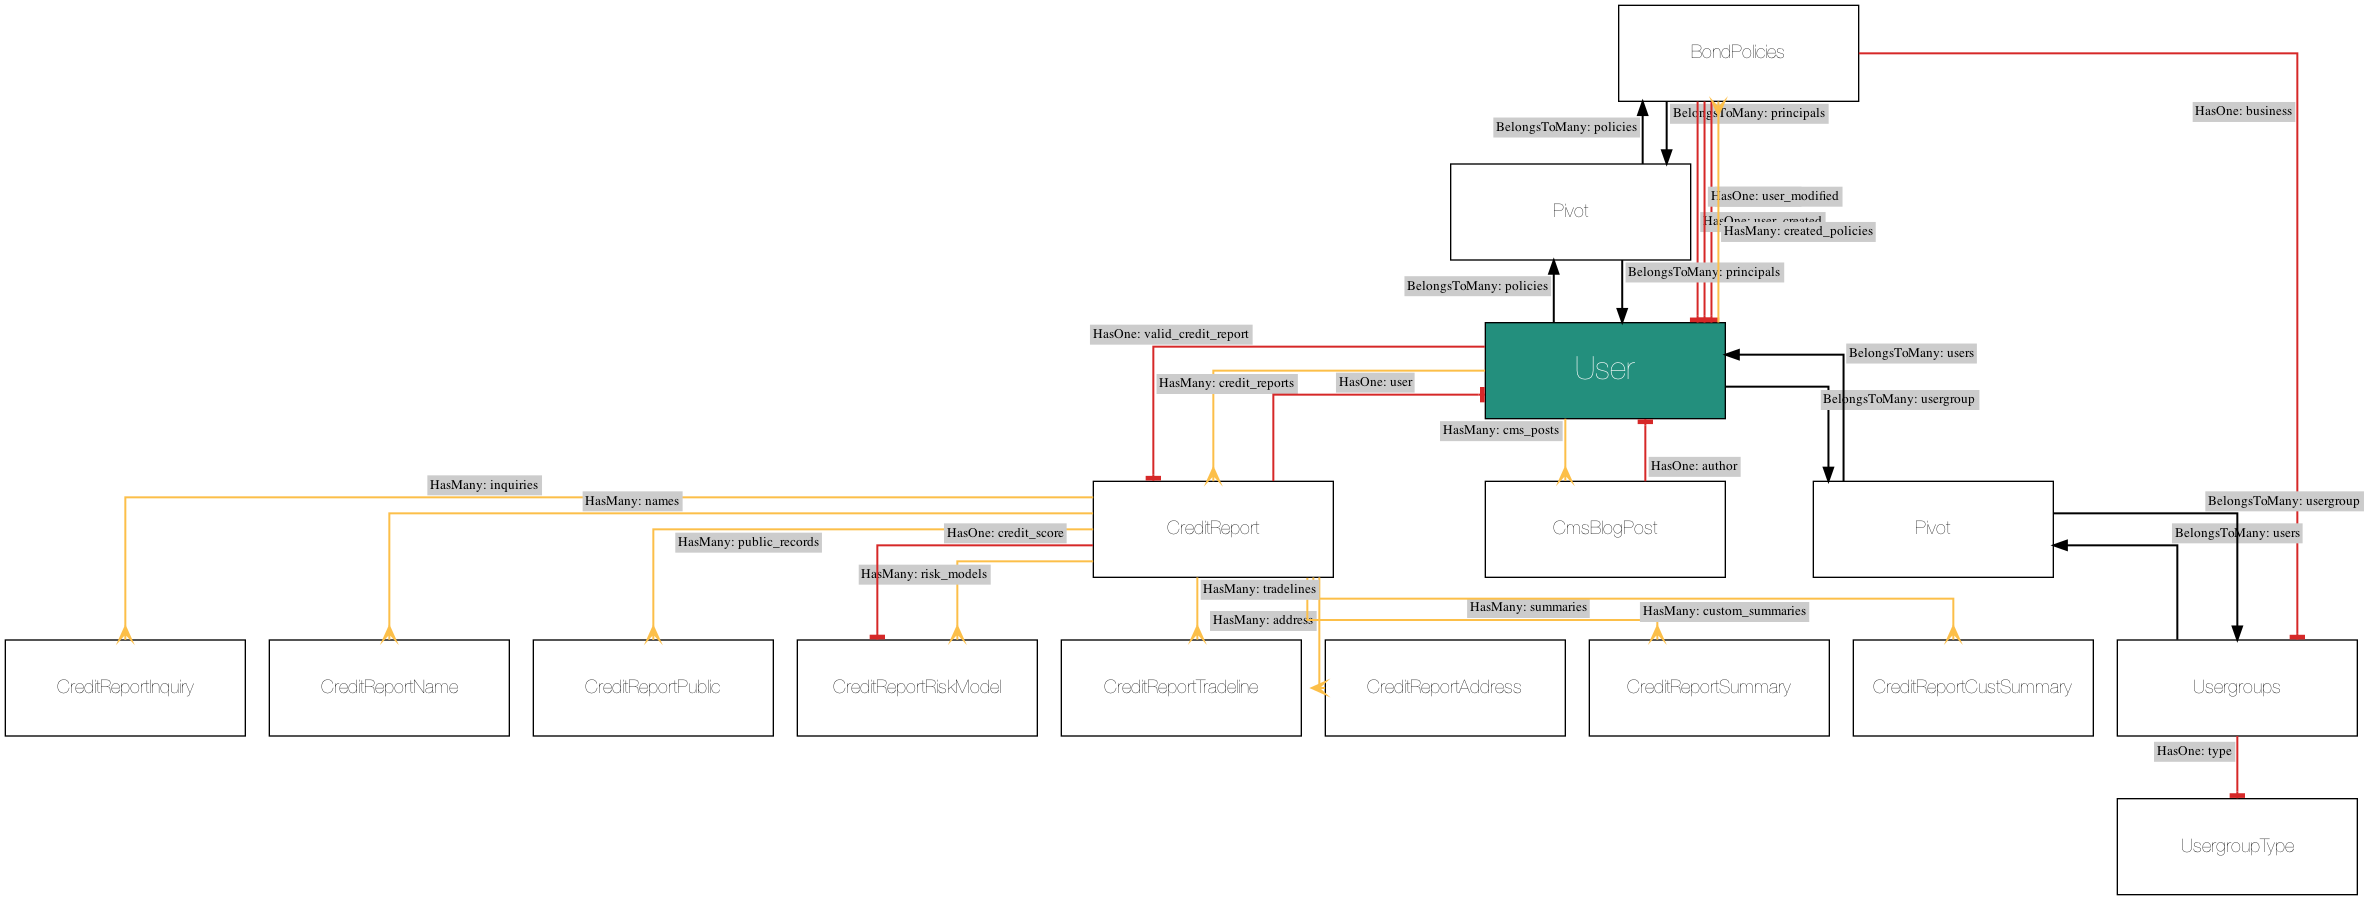 BondPolicies
HasOne: business
BelongsToMany: principals
BelongsToMany: policies
HasOne: user_modified
Pivot
HasOne: user_created
HasMany: created_policies
BelongsToMany: principals
BelongsToMany: policies
HasOne: valid_credit_report
User
BelongsToMany: users
HasMany: credit_reports
HasOne: user
BelongsToMany: usergroup
HasMany: cms_posts
HasOne: author
HasMany: inquiries
HasMany: names
BelongsToMany: usergroup
CreditReport
CmsBlogPost
Pivot
HasOne: credit_score
BelongsToMany: users
HasMany: public_records
HasMany: risk_models
HasMany: tradelines
HasMany: summaries
HasMany: custom_summaries
HasMany: address
CreditReportInquiry
CreditReportName
CreditReportPublic
CreditReportRiskModel
CreditReportTradeline
CreditReportAddress
CreditReportSummary
CreditReportCustSummary
Usergroups
HasOne: type
UsergroupType